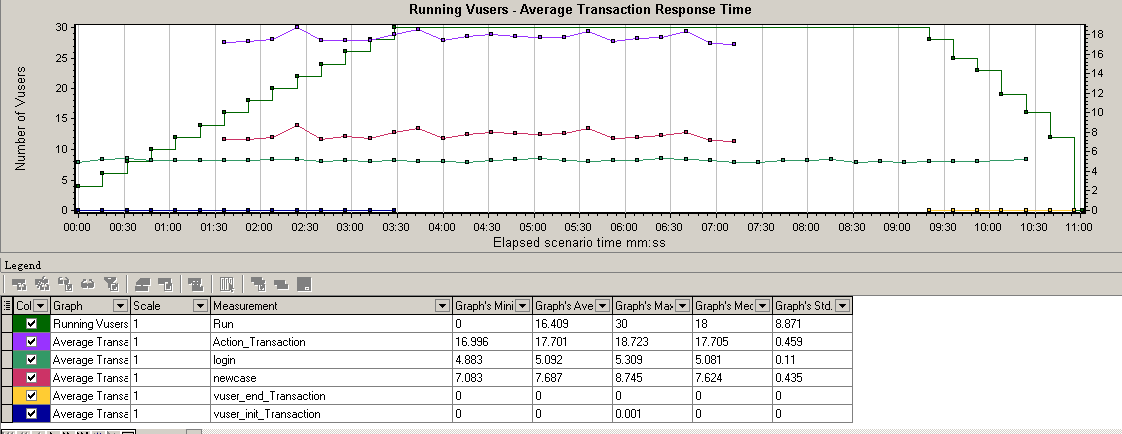 Running Vusers - Average Transaction Response Time
Number of Vusers
30
25
20
15
10
5
0
18
16
14
12
10
8
6
4
2
0
00:00 00:30 01:00 01:30 02:00 02:30 03:00 03:30 04:00 04:30 05:00 05:30 06:00 06:30 07:00 07:30 08:00 08:30 09:00 09:30 10:00 10:30 11:00
Elapsed scenario time mm:ss
Legend
Col Graph Scale Measurement Graph's Mini Graph's Ave Graph's Max Graph's Med Graph's Std.
Running Vusers 1 Run 0 16.409 30 18 8.871
Average Transa 1 Action_Transaction 16.996 17.701 18.723 17.705 0.459
Average Transa 1 login 4.883 5.092 5.309 5.081 0.11
Average Transa 1 newcase 7.083 7.687 8.745 7.624 0.435
Average Transa 1 vuser_end_Transaction 0 0 0 0 0
Average Transa 1 vuser_init_Transaction 0 0 0.001 0 0